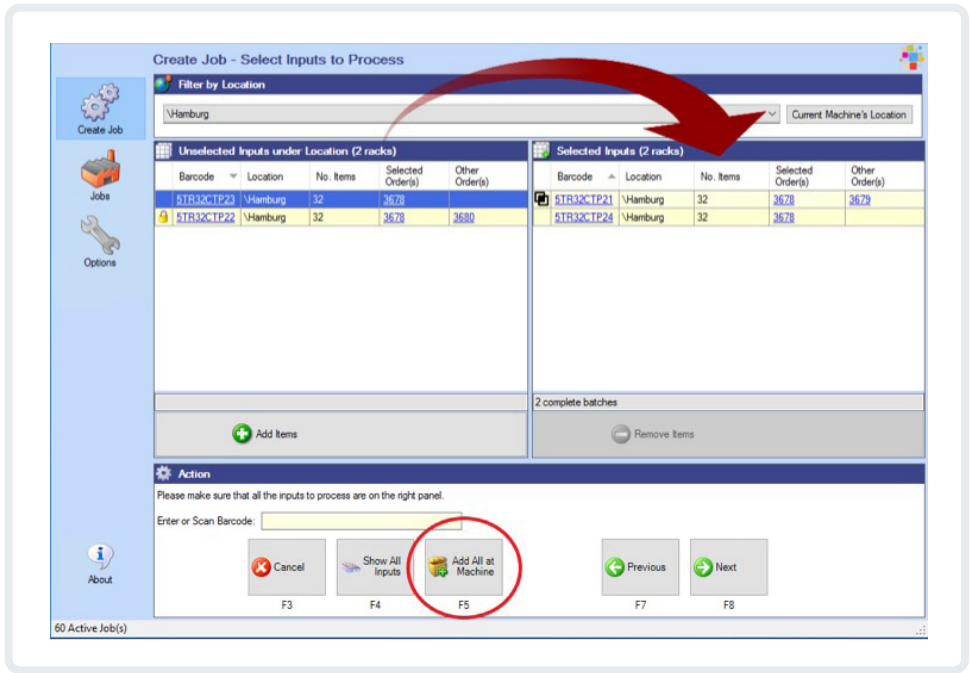 Create Job - Select Inputs to Process
Filter by Location
\Hamburg
Current Machine's Location
Create Job
Jobs
Options
About
Unselected Inputs under Location (2 racks)
Barcode Location No. Items Selected Order(s) Other Order(s)
5TR32CTP23 \Hamburg 32 3678
5TR32CTP22 \Hamburg 32 3678 3680
Add Items
Selected Inputs (2 racks)
Barcode Location No. Items Selected Order(s) Other Order(s)
5TR32CTP21 \Hamburg 32 3678 3679
5TR32CTP24 \Hamburg 32 3678
2 complete batches
Remove Items
Action
Please make sure that all the inputs to process are on the right panel.
Enter or Scan Barcode:
Cancel
Show All Inputs
Add All at Machine
Previous
Next
F3 F4 F5 F7 F8
60 Active Job(s)